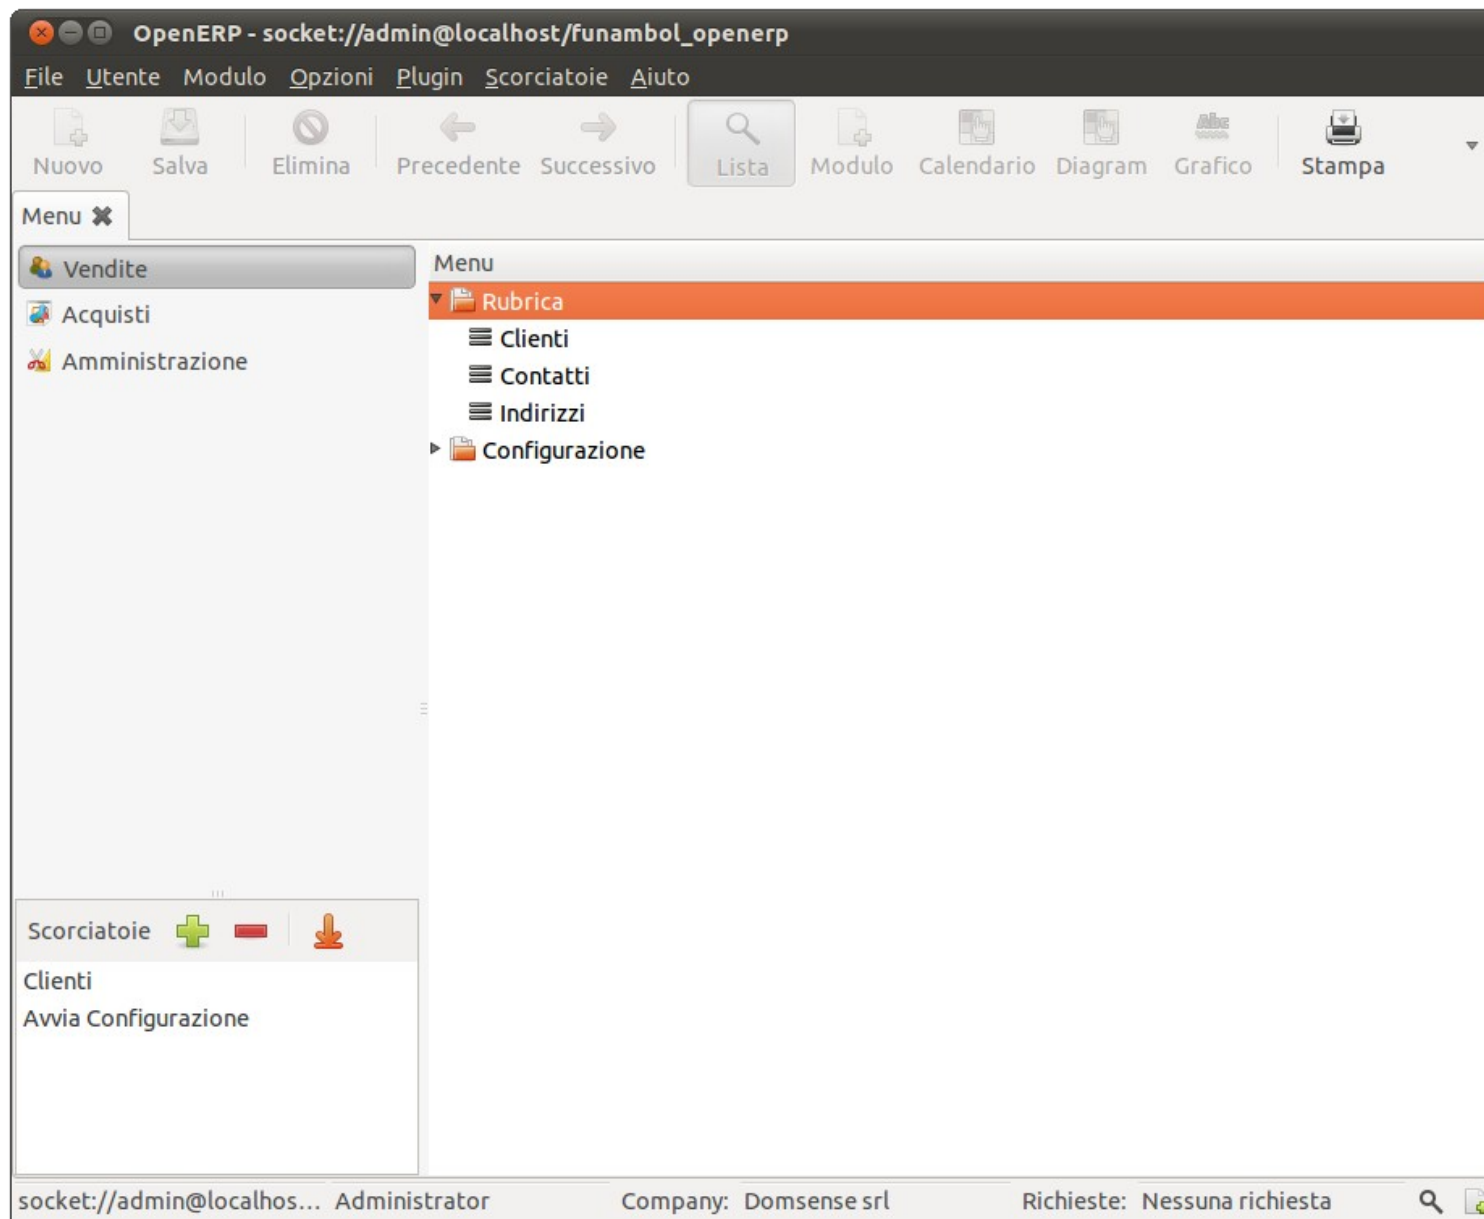 OpenERP - socket://admin@localhost/funambol_openerp
File Utente Modulo Opzioni Plugin Scorciatoie Aiuto
Nuovo Salva Elimina Precedente Successivo Lista Modulo Calendario Diagram Grafico Stampa
Menu
Vendite
Acquisti
Amministrazione
Menu
Rubrica
Clienti
Contatti
Indirizzi
Configurazione
Scorciatoie
Clienti
Avvia Configurazione
socket://admin@localhos... Administrator Company: Domsense srl Richieste: Nessuna richiesta